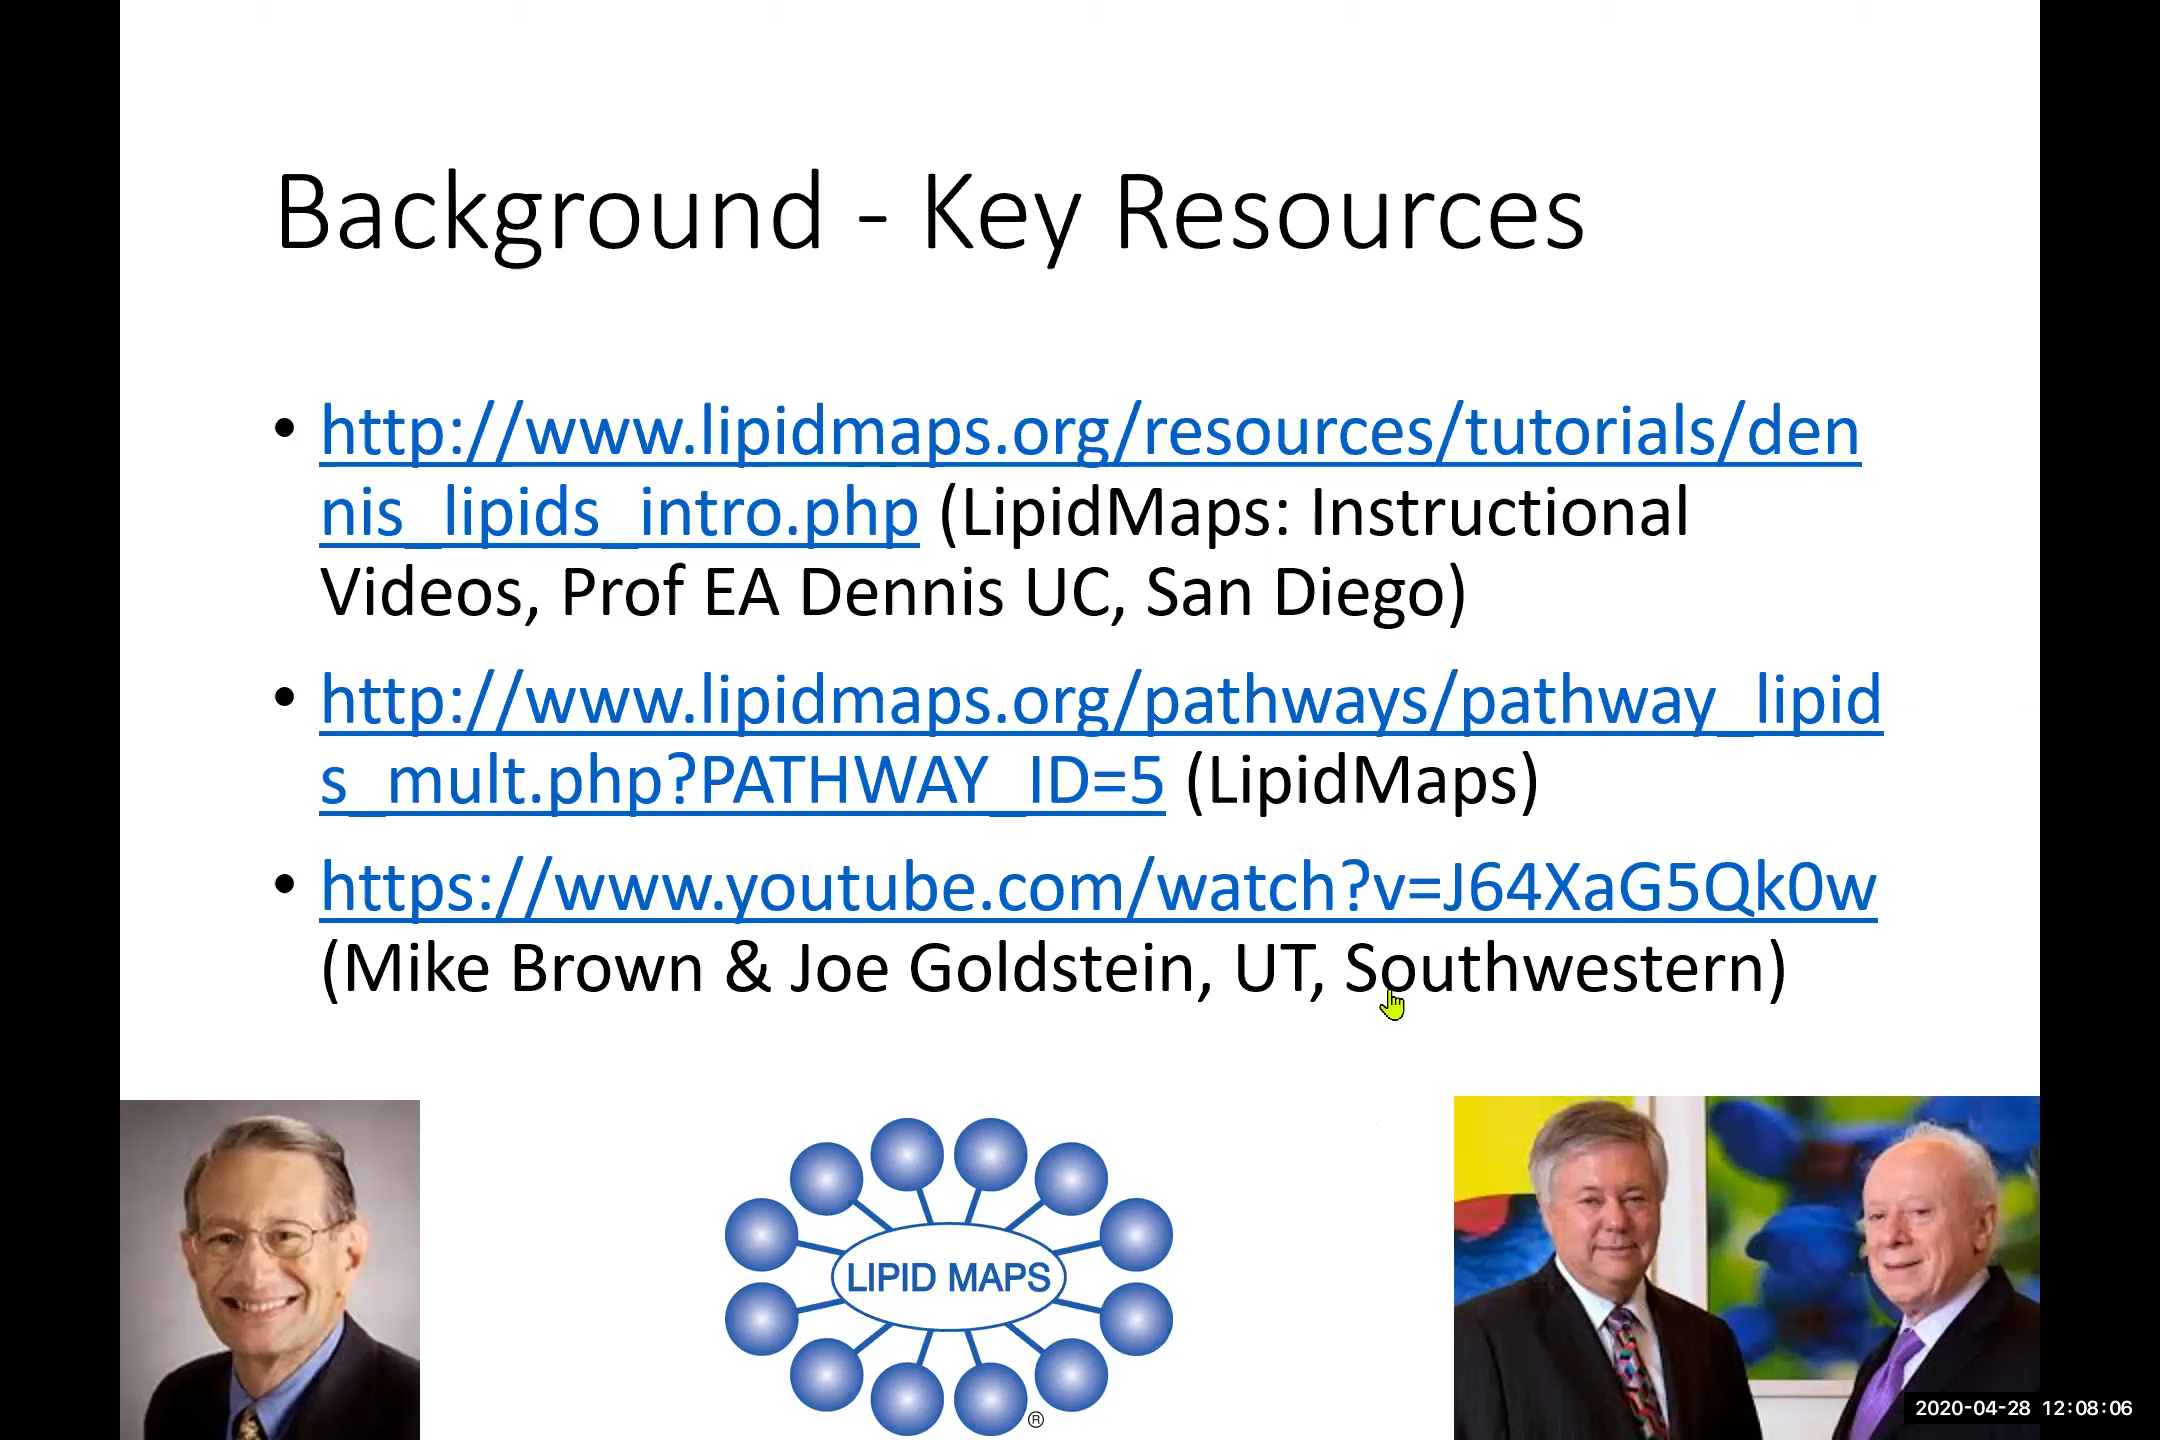 Background - Key Resources
• http://www.lipidmaps.org/resources/tutorials/den
nis_lipids_intro.php (LipidMaps: Instructional
Videos, Prof EA Dennis UC, San Diego)
• http://www.lipidmaps.org/pathways/pathway_lipid
s_mult.php?PATHWAY_ID=5 (LipidMaps)
• https://www.youtube.com/watch?v=J64XaG5Qk0w
(Mike Brown & Joe Goldstein, UT, Southwestern)
LIPID MAPS
®
2020-04-28 12:08:06